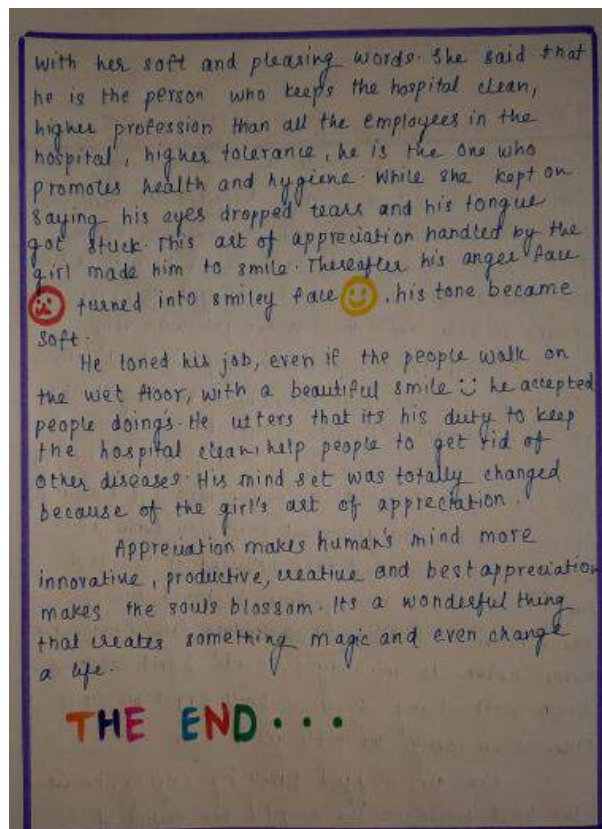 with her soft and pleasing words. She said that
he is the person who keeps the hospital clean,
higher profession than all the employees in the
hospital, higher tolerance, he is the one who
promotes health and hygiene. While she kept on
saying his eyes dropped tears and his tongue
got stuck. This art of appreciation handled by the
girl made him to smile. Thereafter his anger face
turned into smiley face , his tone became
soft.
He toned his job, even if the people walk on
the wet floor, with a beautiful smile he accepted
people doing's. He utters that its his duty to keep
the hospital clean, help people to get rid of
other diseases. His mind set was totally changed
because of the girl's art of appreciation.
Appreciation makes human's mind more
innovative, productive, creative and best appreciation
makes the souls blossom. Its a wonderful thing
that creates something magic and even change
a life.
THE END...